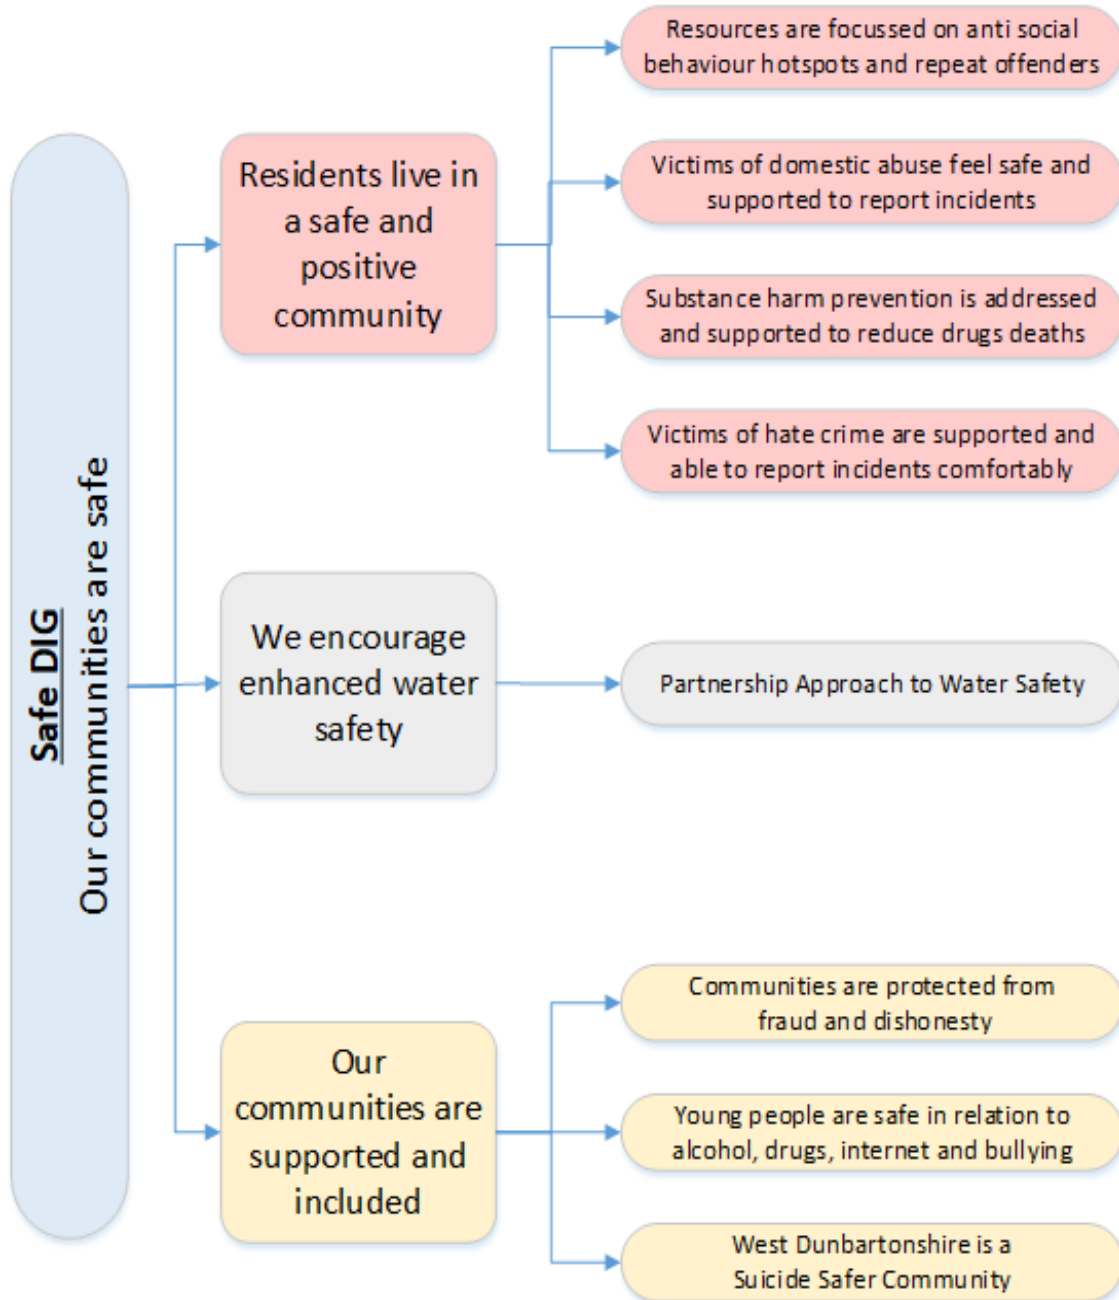 Safe DIG
Our communities are safe
Residents live in
a safe and
positive
community
Resources are focussed on anti social
behaviour hotspots and repeat offenders
Victims of domestic abuse feel safe and
supported to report incidents
Substance harm prevention is addressed
and supported to reduce drugs deaths
Victims of hate crime are supported and
able to report incidents comfortably
We encourage
enhanced water
safety
Partnership Approach to Water Safety
Our
communities are
supported and
included
Communities are protected from
fraud and dishonesty
Young people are safe in relation to
alcohol, drugs, internet and bullying
West Dunbartonshire is a
Suicide Safer Community